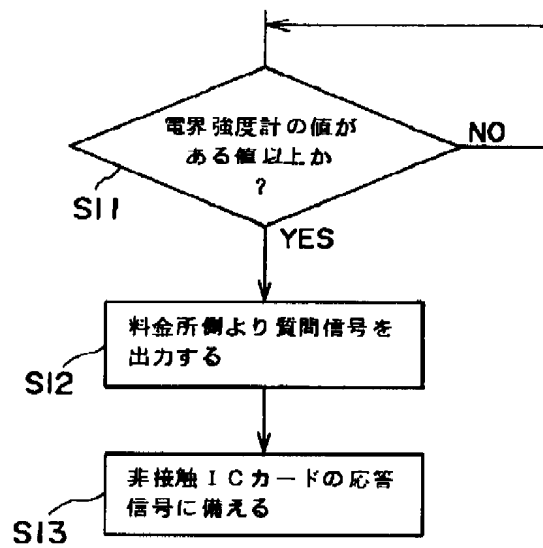 電界強度計の値が
ある値以上か
?
NO
S11
YES
料金所側より質問信号を
出力する
S12
非接触ICカードの応答
信号に備える
S13